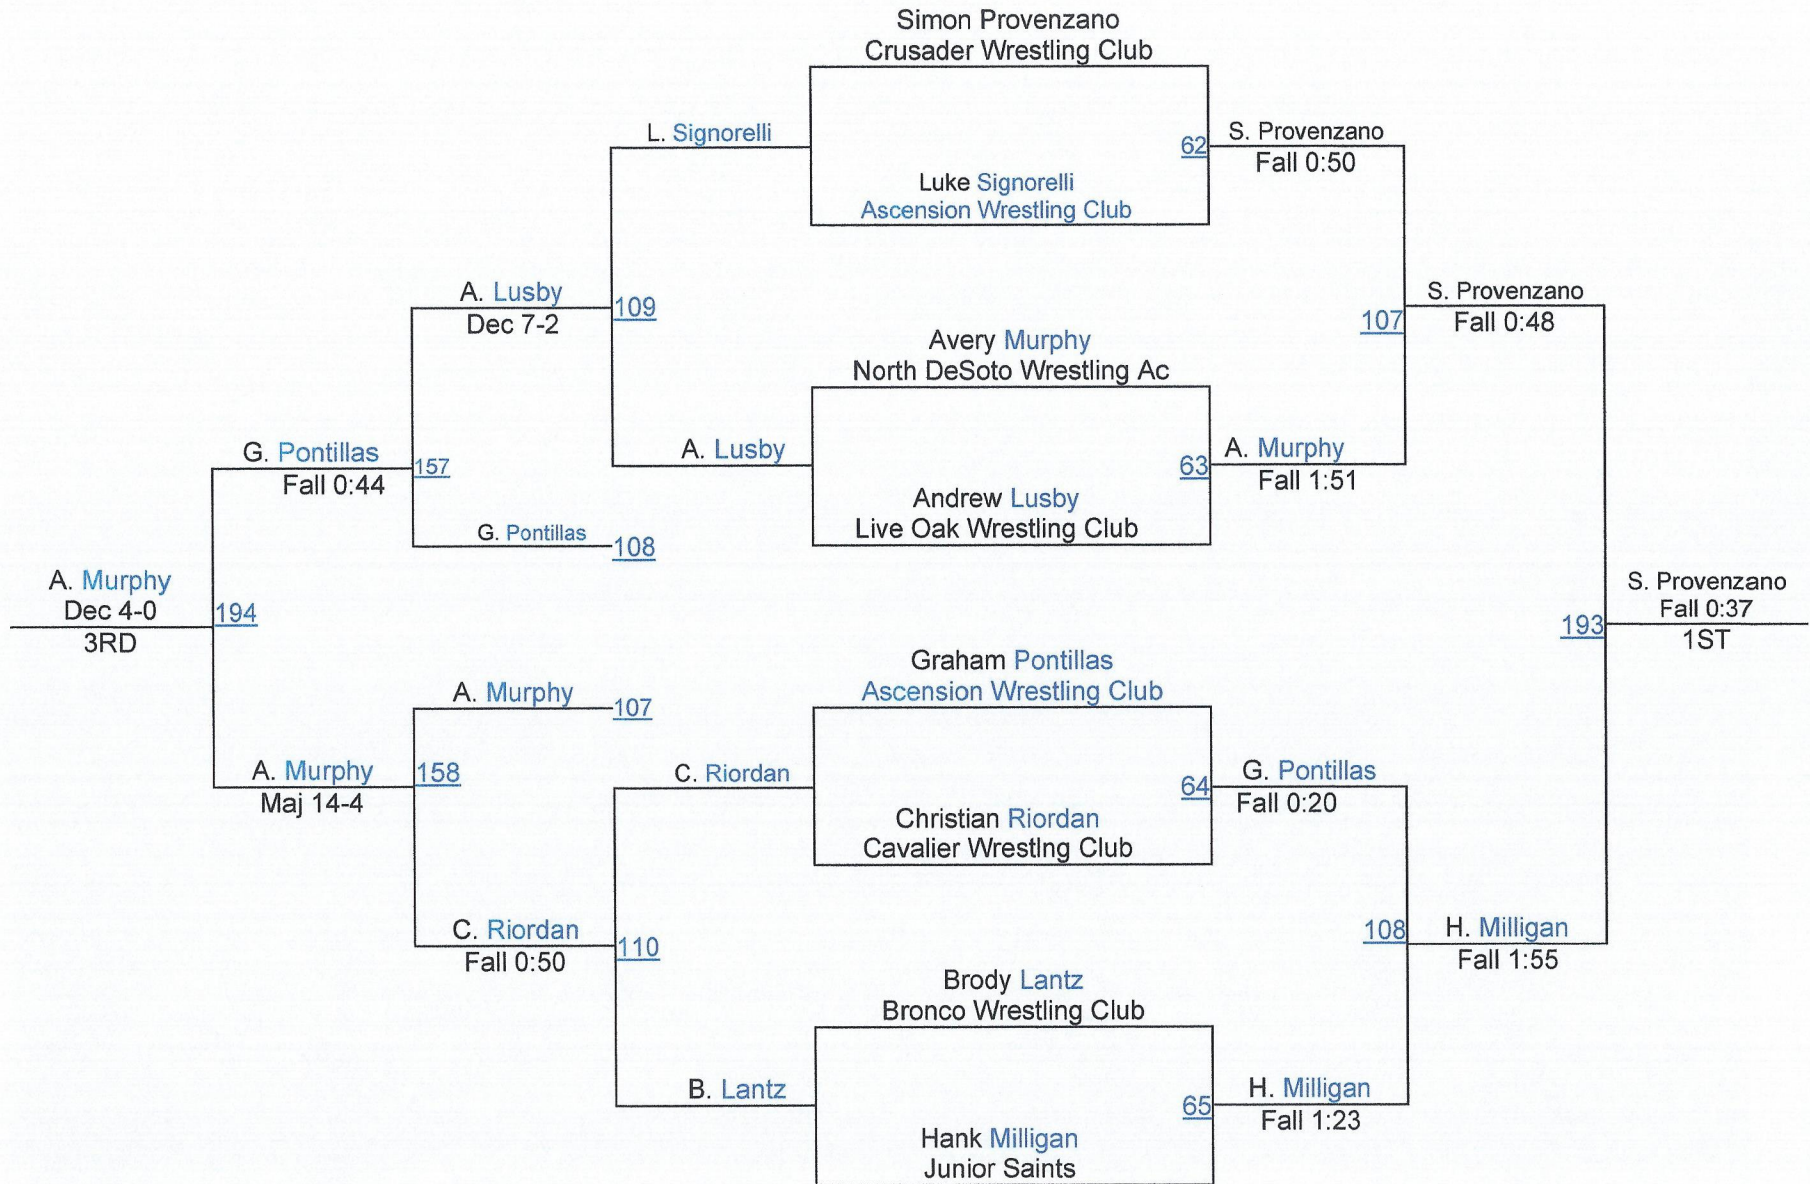 Simon Provenzano
Crusader Wrestling Club
L. Signorelli
62
S. Provenzano
Fall 0:50
Luke Signorelli
Ascension Wrestling Club
A. Lusby
Dec 7-2
109
S. Provenzano
Fall 0:48
107
Avery Murphy
North DeSoto Wrestling Ac
G. Pontillas
Fall 0:44
157
A. Lusby
63
A. Murphy
Fall 1:51
Andrew Lusby
Live Oak Wrestling Club
G. Pontillas
108
A. Murphy
Dec 4-0
3RD
194
193
S. Provenzano
Fall 0:37
1ST
Graham Pontillas
Ascension Wrestling Club
A. Murphy
107
A. Murphy
Maj 14-4
158
C. Riordan
64
G. Pontillas
Fall 0:20
Christian Riordan
Cavalier Wrestlng Club
C. Riordan
Fall 0:50
110
108
H. Milligan
Fall 1:55
Brody Lantz
Bronco Wrestling Club
B. Lantz
65
H. Milligan
Fall 1:23
Hank Milligan
Junior Saints